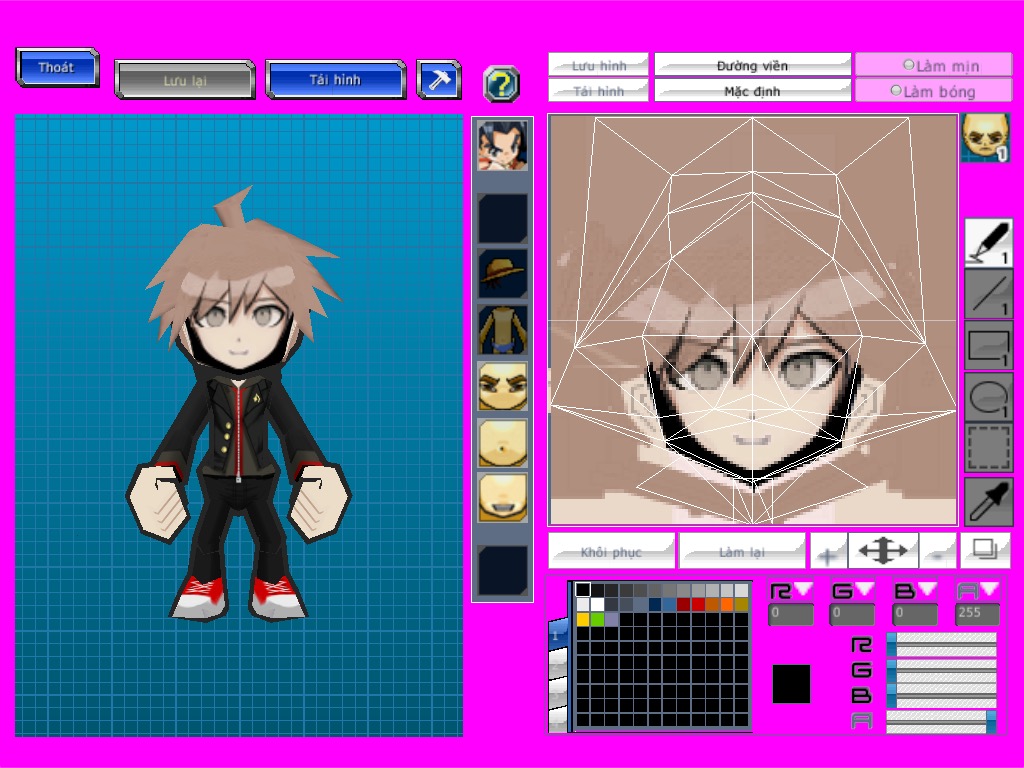 Thoát
Lưu lại
Tải hình
?
Lưu hình
Đường viền
Làm mịn
Tải hình
Mặc định
Làm bóng
1
1
1
1
1
Khôi phục
Làm lại
+
-
R
G
B
A
0
0
0
255
1
R
G
B
A